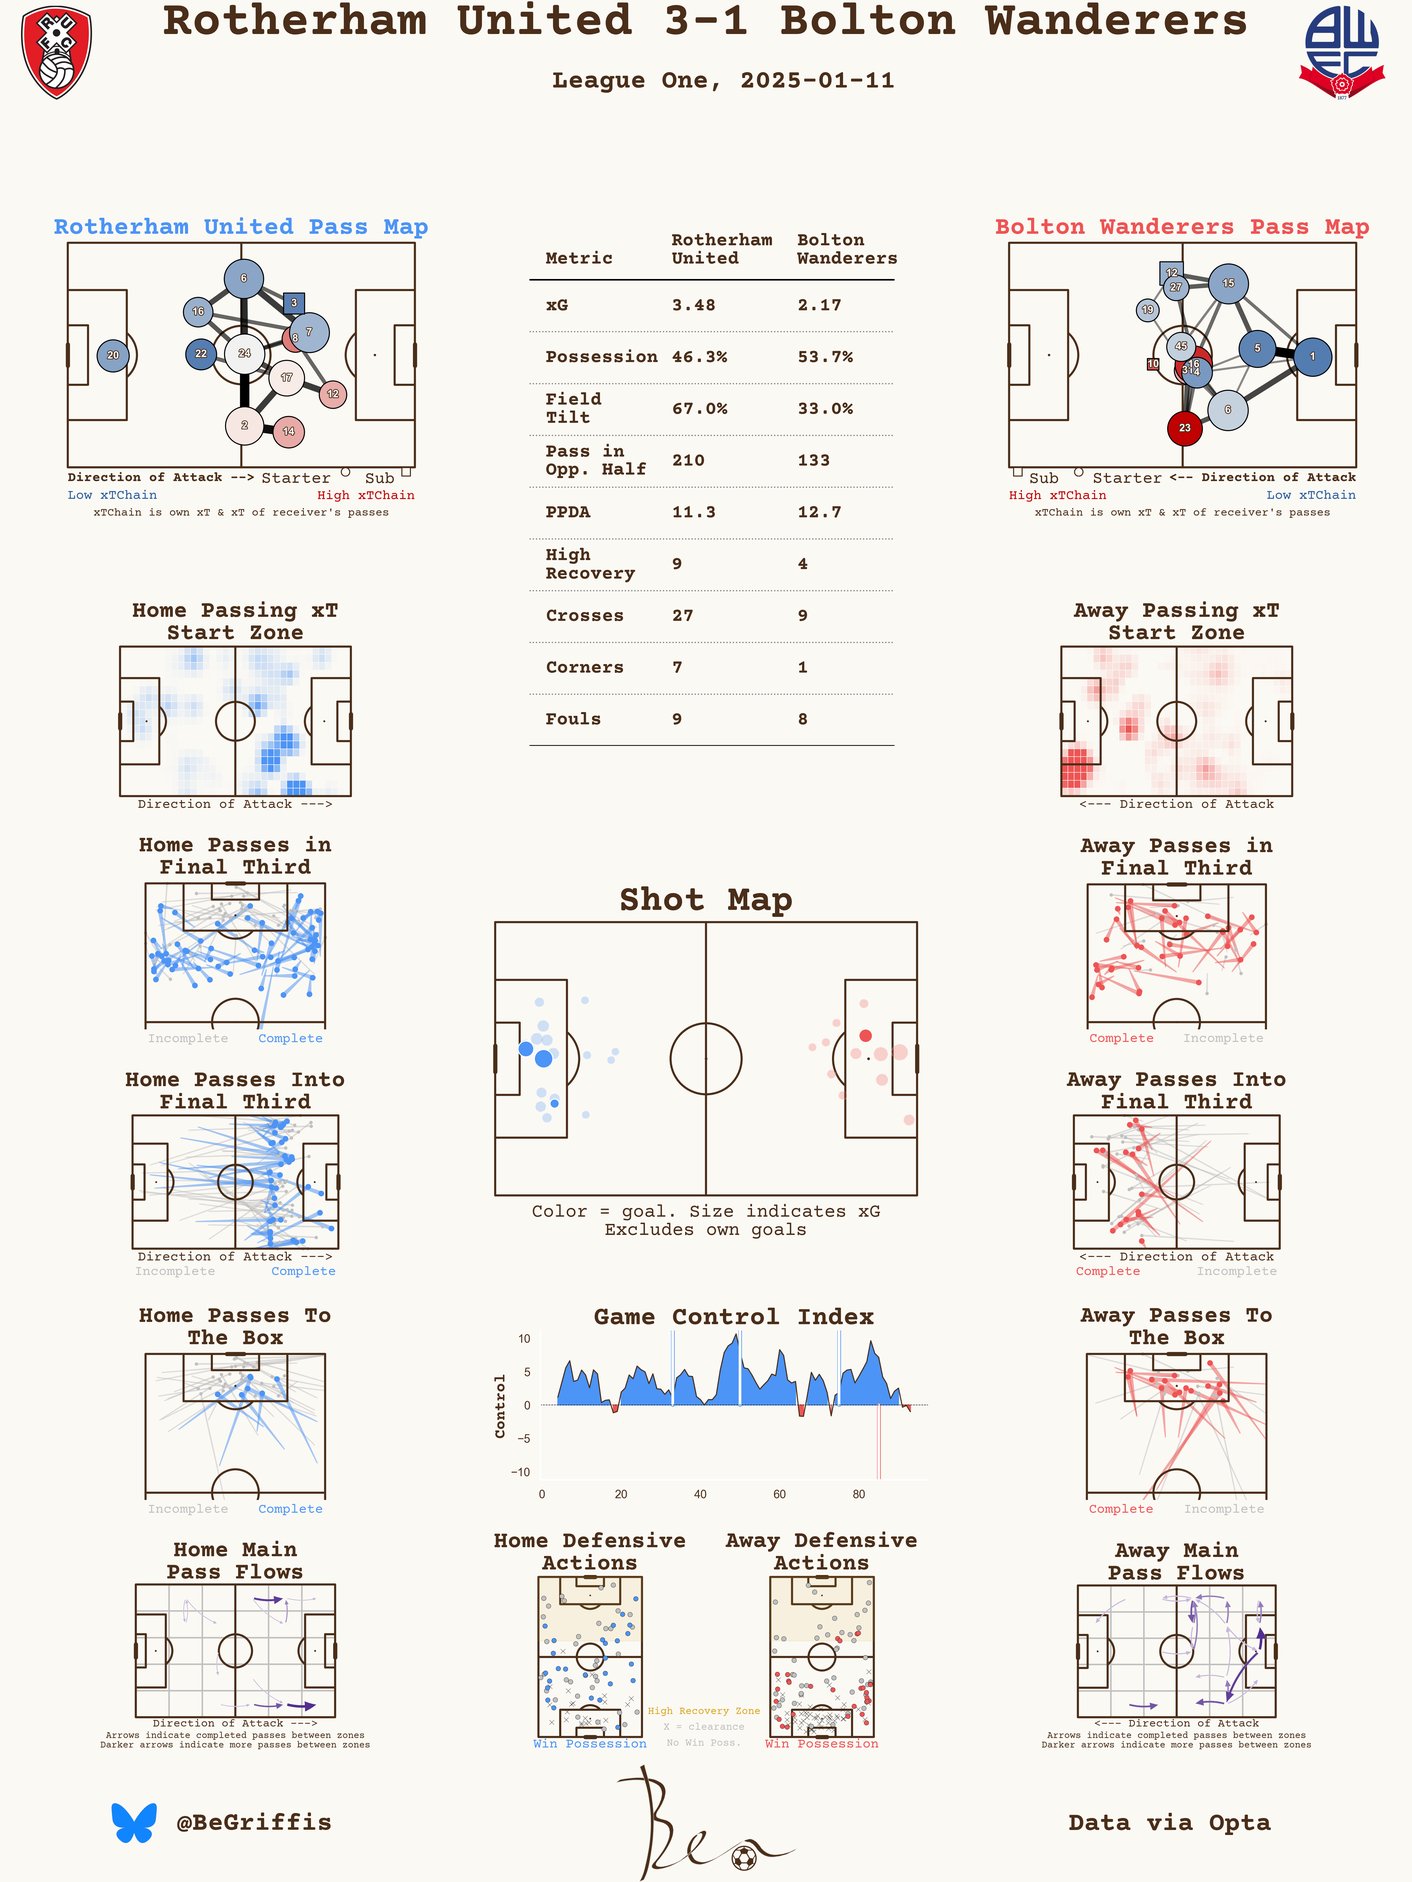 Rotherham United 3-1 Bolton Wanderers
League One, 2025-01-11
Rotherham United Pass Map
6
3
16
7
8
22
24
20
17
12
2
14
Direction of Attack --> Starter Sub
Low xTChain High xTChain
xTChain is own xT & xT of receiver's passes
Metric Rotherham United Bolton Wanderers
xG 3.48 2.17
Possession 46.3% 53.7%
Field Tilt 67.0% 33.0%
Pass in Opp. Half 210 133
PPDA 11.3 12.7
High Recovery 9 4
Crosses 27 9
Corners 7 1
Fouls 9 8
Bolton Wanderers Pass Map
12
27
15
19
45
5
1
10
16
14
6
23
Sub Starter <-- Direction of Attack
High xTChain Low xTChain
xTChain is own xT & xT of receiver's passes
Home Passing xT
Start Zone
Direction of Attack --->
Away Passing xT
Start Zone
<--- Direction of Attack
Home Passes in
Final Third
Incomplete Complete
Away Passes in
Final Third
Complete Incomplete
Shot Map
Color = goal. Size indicates xG
Excludes own goals
Home Passes Into
Final Third
Direction of Attack --->
Incomplete Complete
Away Passes Into
Final Third
<--- Direction of Attack
Complete Incomplete
Home Passes To
The Box
Incomplete Complete
Game Control Index
Control
10
5
0
−5
−10
0 20 40 60 80
Away Passes To
The Box
Complete Incomplete
Home Main
Pass Flows
Direction of Attack --->
Arrows indicate completed passes between zones
Darker arrows indicate more passes between zones
Home Defensive
Actions
Win Possession
Away Defensive
Actions
Win Possession
High Recovery Zone
X = clearance
No Win Poss.
Away Main
Pass Flows
<--- Direction of Attack
Arrows indicate completed passes between zones
Darker arrows indicate more passes between zones
@BeGriffis
Ben
Data via Opta